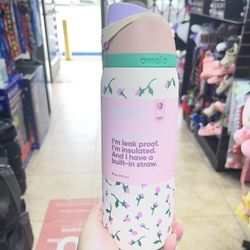 owala
I'm leak proof.
I'm insulated.
And I have a
built-in straw.